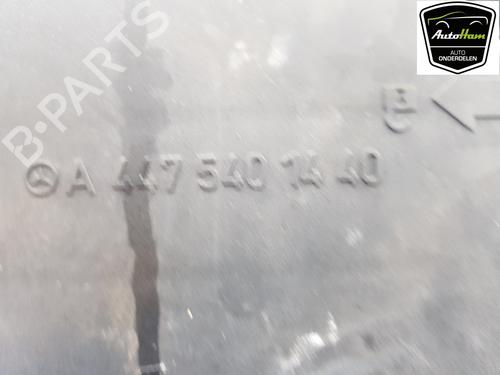 AutoHam
AUTO
ONDERDELEN
B-PARTS
A 447 540 14 40